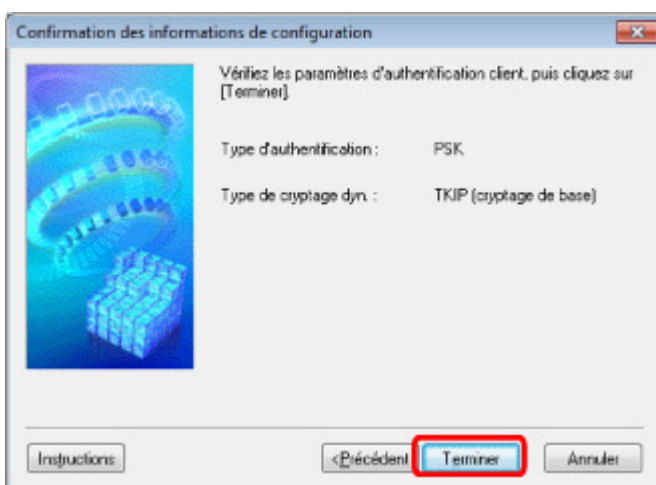 Confirmation des informations de configuration
Vérifiez les paramètres d'authentification client, puis cliquez sur
[Terminer].
Type d'authentification : PSK
Type de cryptage dyn. : TKIP (cryptage de base)
Instructions <Précédent Terminer Annuler